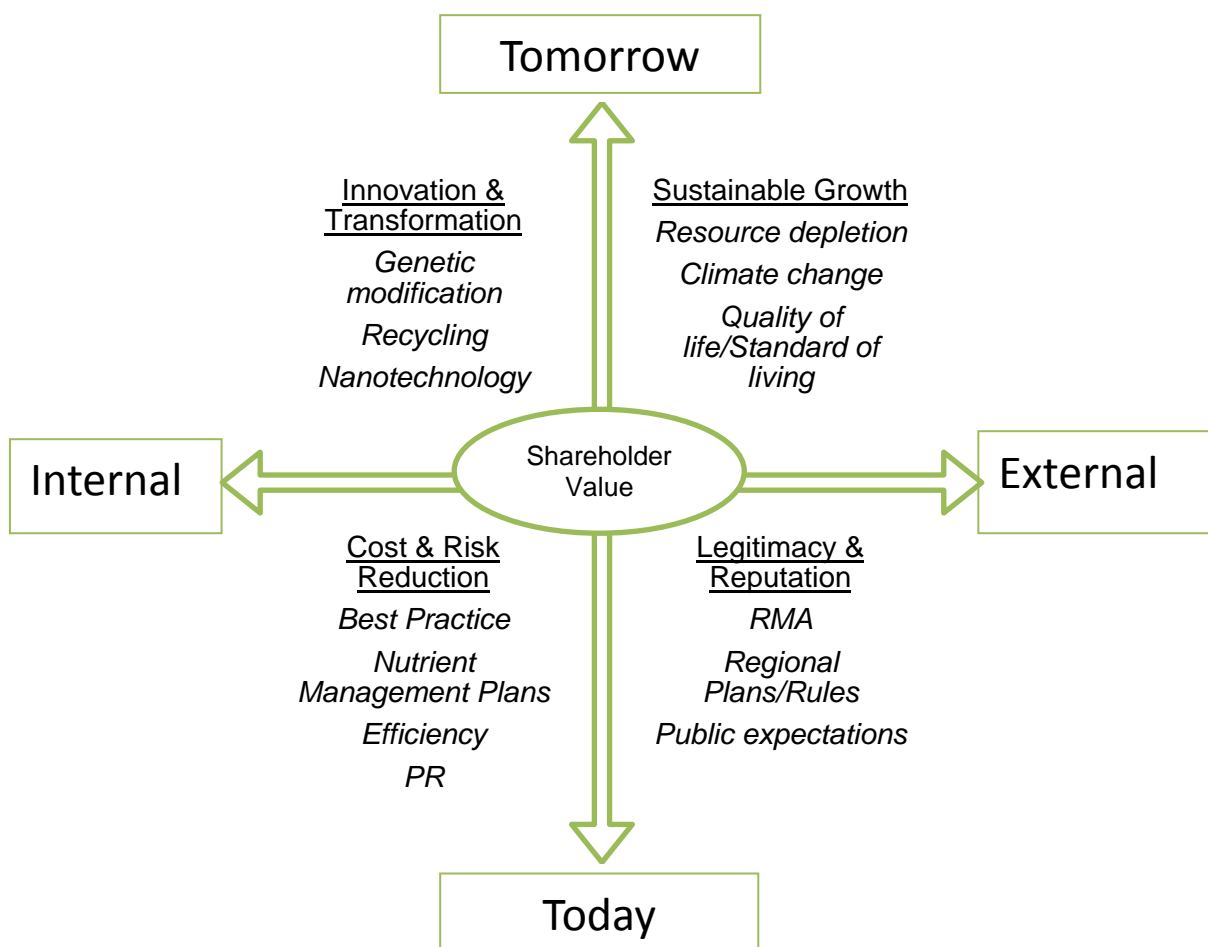 Tomorrow
Innovation &
Transformation
Genetic
modification
Recycling
Nanotechnology
Sustainable Growth
Resource depletion
Climate change
Quality of
life/Standard of
living
Internal
Shareholder
Value
External
Cost & Risk
Reduction
Best Practice
Nutrient
Management Plans
Efficiency
PR
Legitimacy &
Reputation
RMA
Regional
Plans/Rules
Public expectations
Today